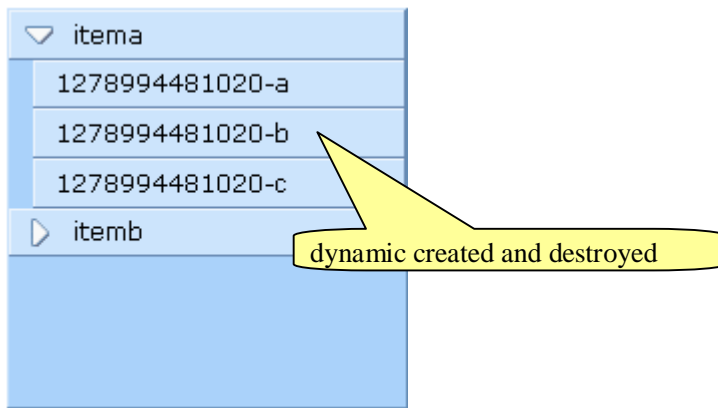 itema
1278994481020-a
1278994481020-b
1278994481020-c
itemb
dynamic created and destroyed